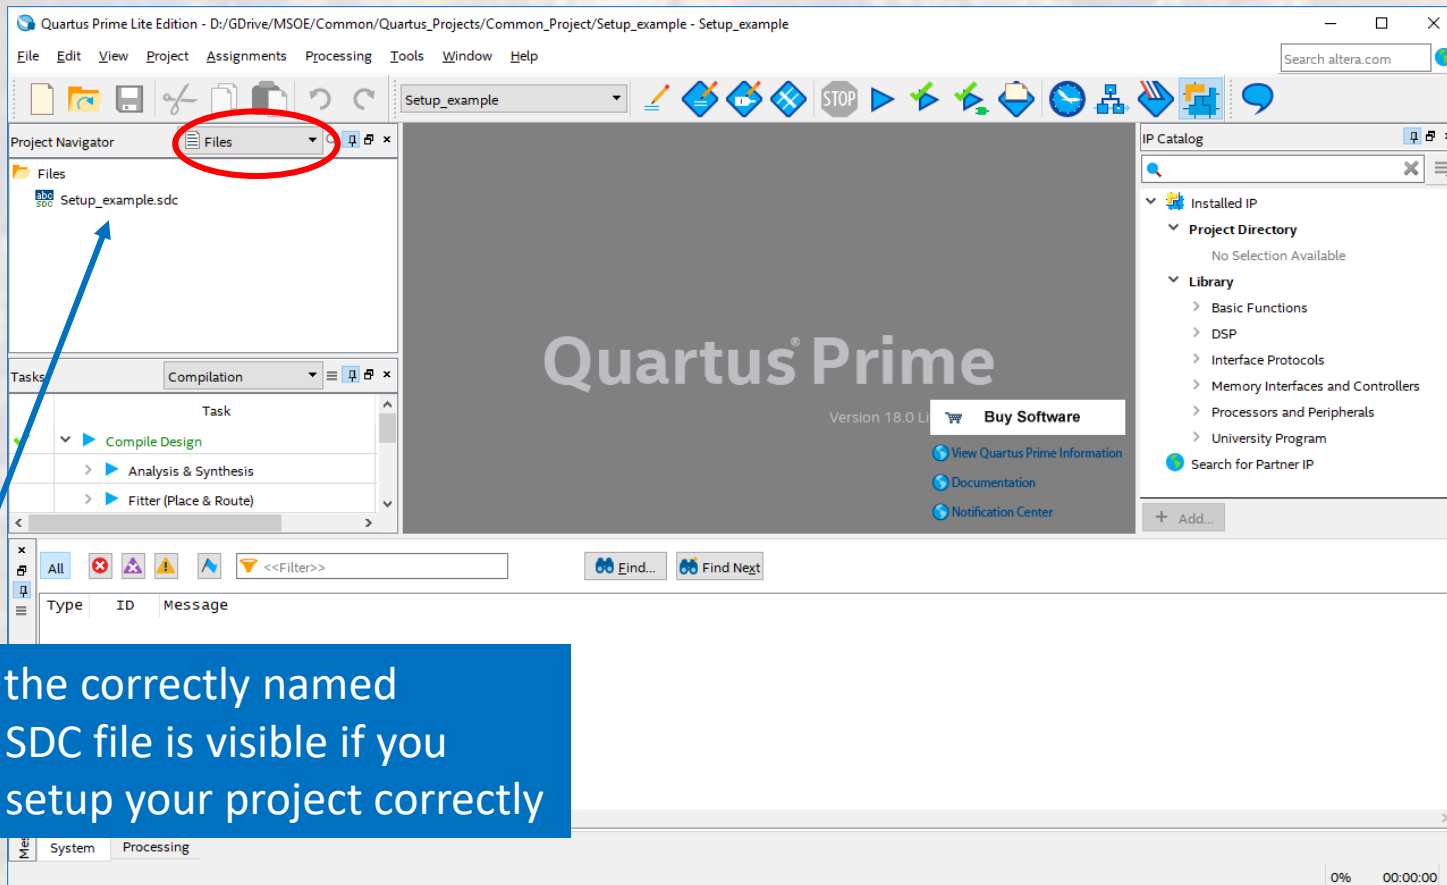 Quartus Prime Lite Edition - D:/GDrive/MSOE/Common/Quartus_Projects/Common_Project/Setup_example - Setup_example
File Edit View Project Assignments Processing Tools Window Help
Search altera.com
Setup_example
STOP
Project Navigator
Files
Files
abc
SDC
Setup_example.sdc
Tasks
Compilation
Task
Compile Design
Analysis & Synthesis
Fitter (Place & Route)
Quartus® Prime
Version 18.0 Li
Buy Software
View Quartus Prime Information
Documentation
Notification Center
IP Catalog
Installed IP
Project Directory
No Selection Available
Library
Basic Functions
DSP
Interface Protocols
Memory Interfaces and Controllers
Processors and Peripherals
University Program
Search for Partner IP
+ Add...
All
<<Filter>>
Find...
Find Next
Type ID Message
the correctly named
SDC file is visible if you
setup your project correctly
System Processing
0% 00:00:00